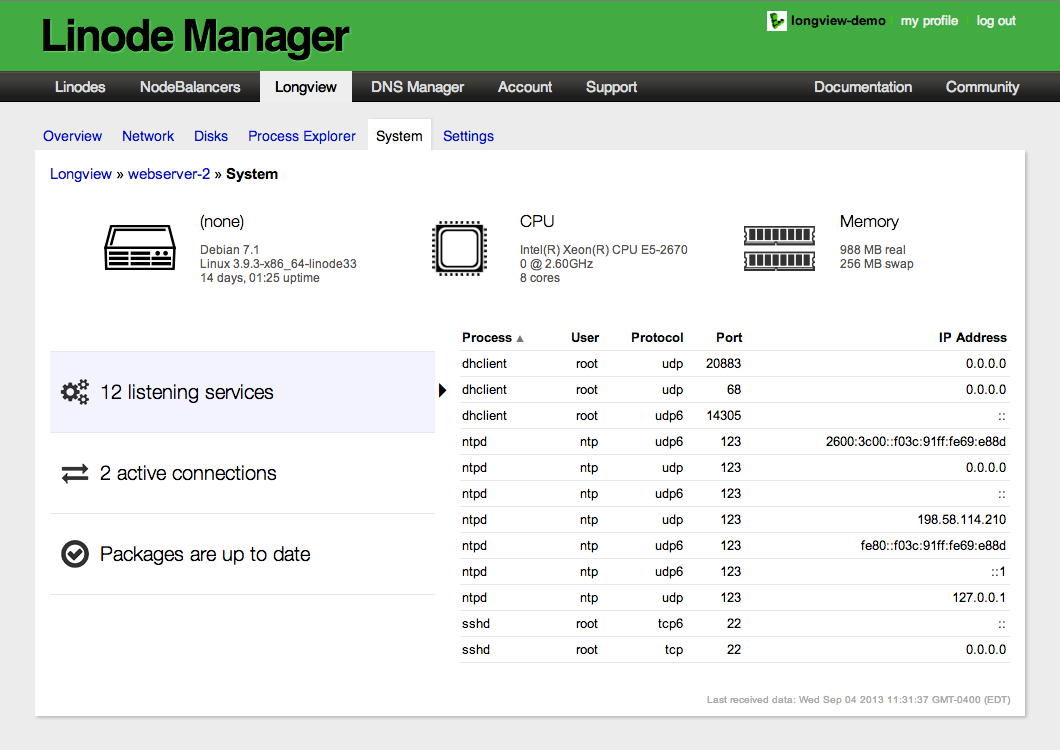 Linode Manager
longview-demo my profile log out
Linodes NodeBalancers Longview DNS Manager Account Support Documentation Community
Overview Network Disks Process Explorer System Settings
Longview » webserver-2 » System
(none)
Debian 7.1
Linux 3.9.3-x86_64-linode33
14 days, 01:25 uptime
CPU
Intel(R) Xeon(R) CPU E5-2670
0 @ 2.60GHz
8 cores
Memory
988 MB real
256 MB swap
12 listening services
2 active connections
Packages are up to date
Process ▲ User Protocol Port IP Address
dhclient root udp 20883 0.0.0.0
dhclient root udp 68 0.0.0.0
dhclient root udp6 14305 ::
ntpd ntp udp6 123 2600:3c00::f03c:91ff:fe69:e88d
ntpd ntp udp 123 0.0.0.0
ntpd ntp udp6 123 ::
ntpd ntp udp 123 198.58.114.210
ntpd ntp udp6 123 fe80::f03c:91ff:fe69:e88d
ntpd ntp udp6 123 ::1
ntpd ntp udp 123 127.0.0.1
sshd root tcp6 22 ::
sshd root tcp 22 0.0.0.0
Last received data: Wed Sep 04 2013 11:31:37 GMT-0400 (EDT)